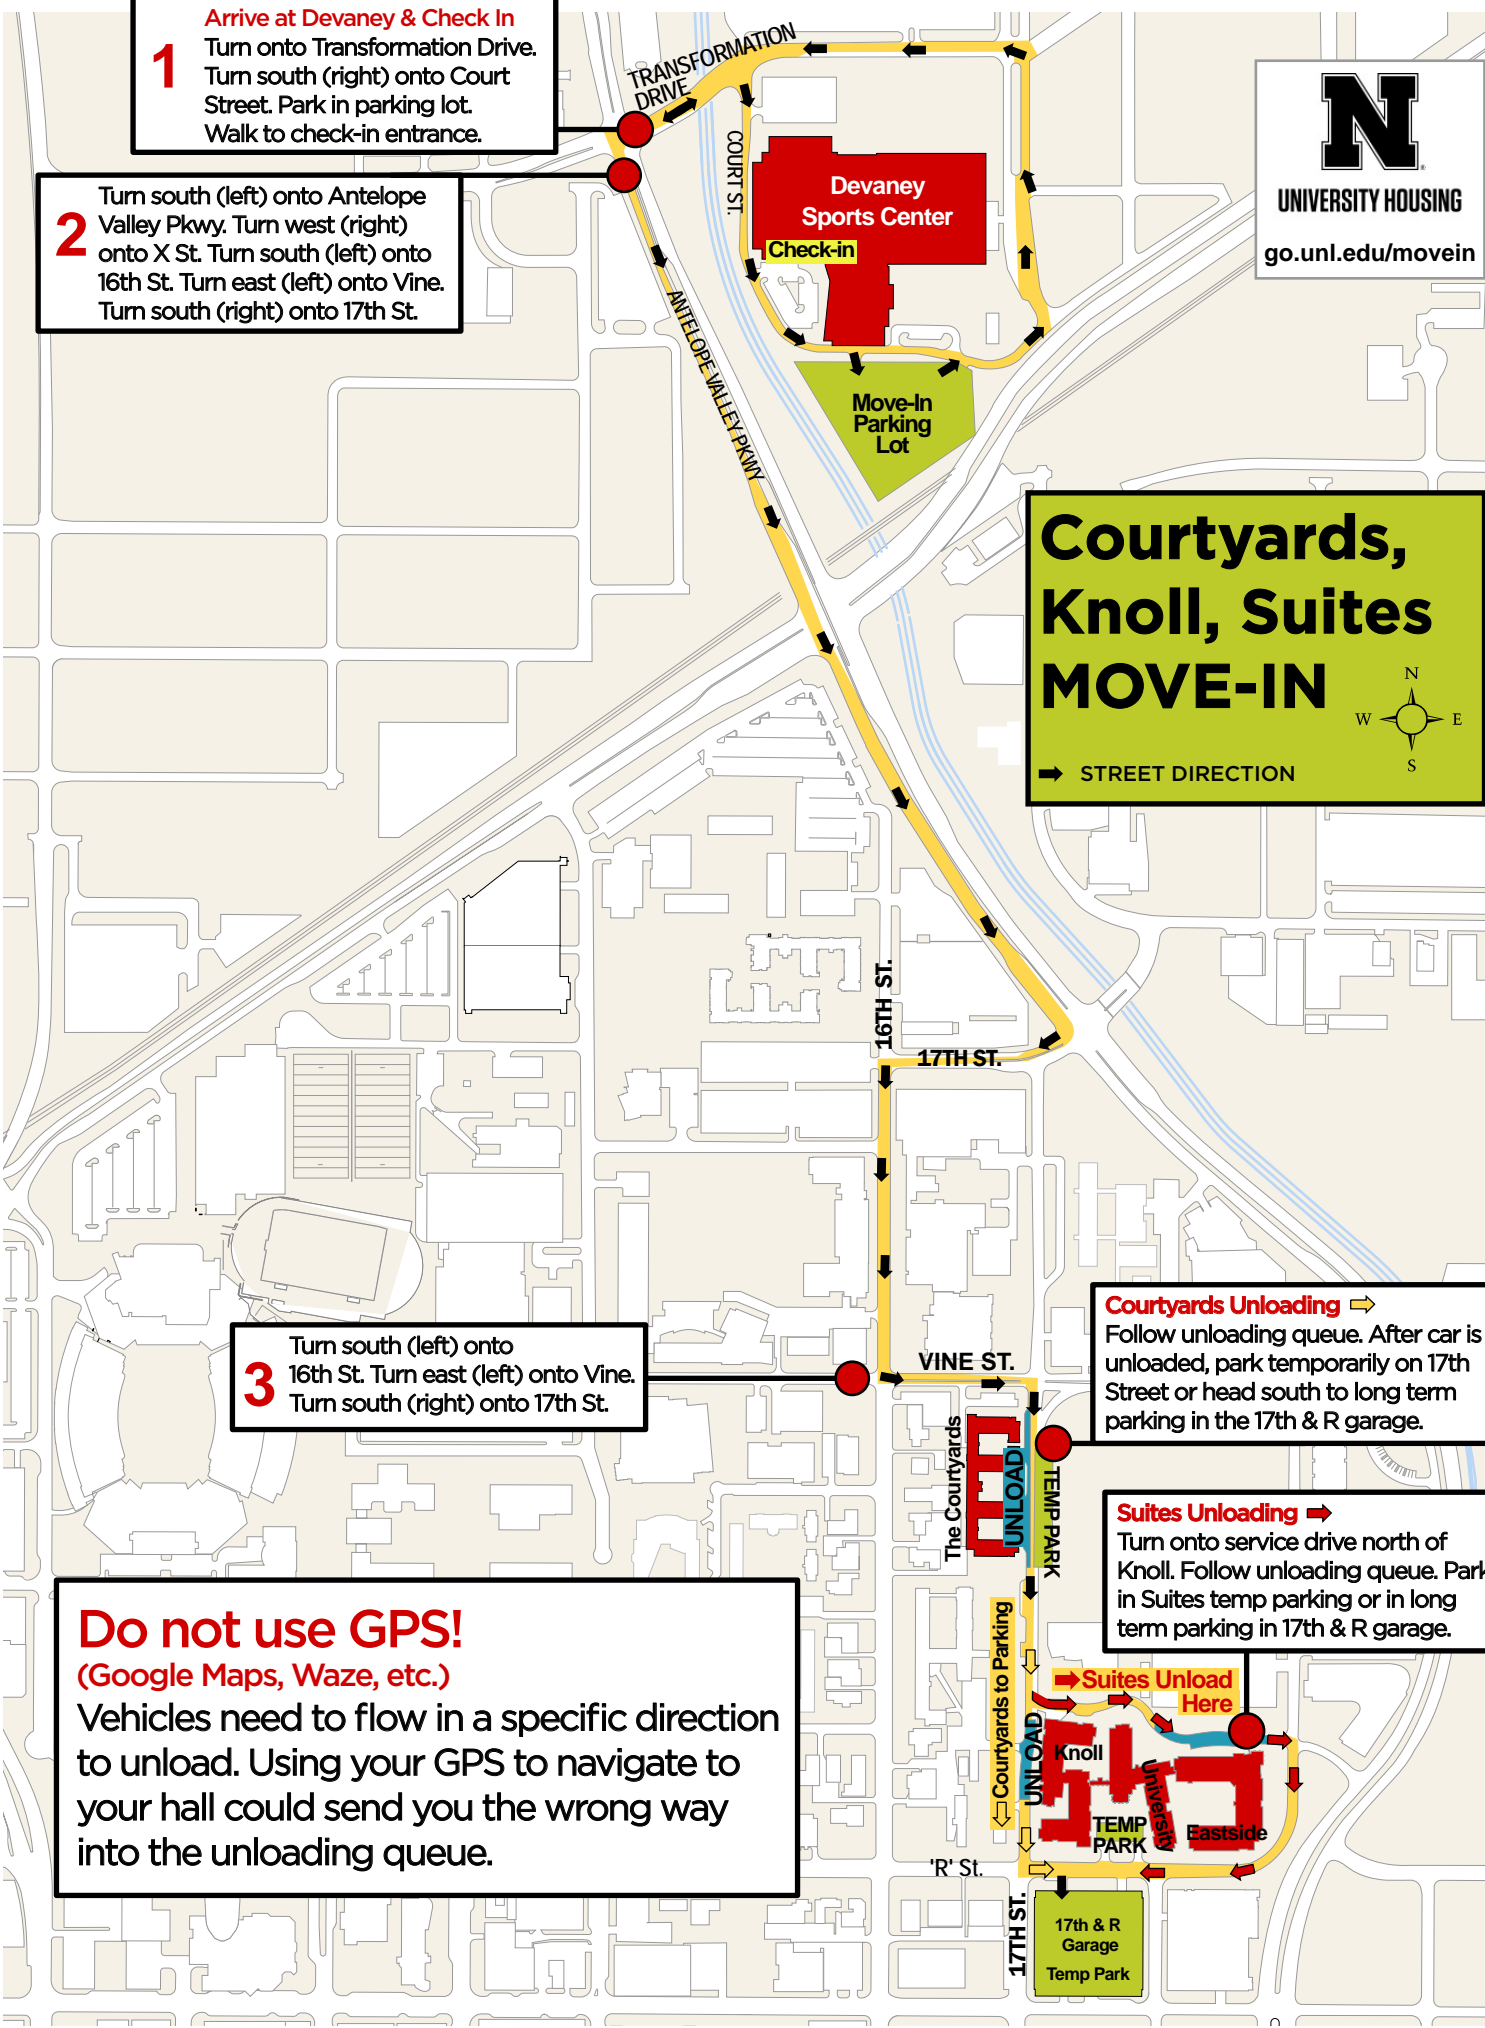 1
Arrive at Devaney & Check In
Turn onto Transformation Drive.
Turn south (right) onto Court
Street. Park in parking lot.
Walk to check-in entrance.
2
Turn south (left) onto Antelope
Valley Pkwy. Turn west (right)
onto X St. Turn south (left) onto
16th St. Turn east (left) onto Vine.
Turn south (right) onto 17th St.
TRANSFORMATION
DRIVE
COURT ST.
Devaney
Sports Center
Check-in
Move-In
Parking
Lot
ANTELOPE VALLEY PKWY
N
UNIVERSITY HOUSING
go.unl.edu/movein
Courtyards,
Knoll, Suites
MOVE-IN
N
W
E
S
STREET DIRECTION
16TH ST.
17TH ST.
3
Turn south (left) onto
16th St. Turn east (left) onto Vine.
Turn south (right) onto 17th St.
VINE ST.
Courtyards Unloading
Follow unloading queue. After car is
unloaded, park temporarily on 17th
Street or head south to long term
parking in the 17th & R garage.
The Courtyards
UNLOAD
TEMP PARK
Suites Unloading
Turn onto service drive north of
Knoll. Follow unloading queue. Park
in Suites temp parking or in long
term parking in 17th & R garage.
Do not use GPS!
(Google Maps, Waze, etc.)
Vehicles need to flow in a specific direction
to unload. Using your GPS to navigate to
your hall could send you the wrong way
into the unloading queue.
Courtyards to Parking
Suites Unload
Here
UNLOAD
Knoll
University
TEMP
PARK
Eastside
'R' St.
17TH ST.
17th & R
Garage
Temp Park